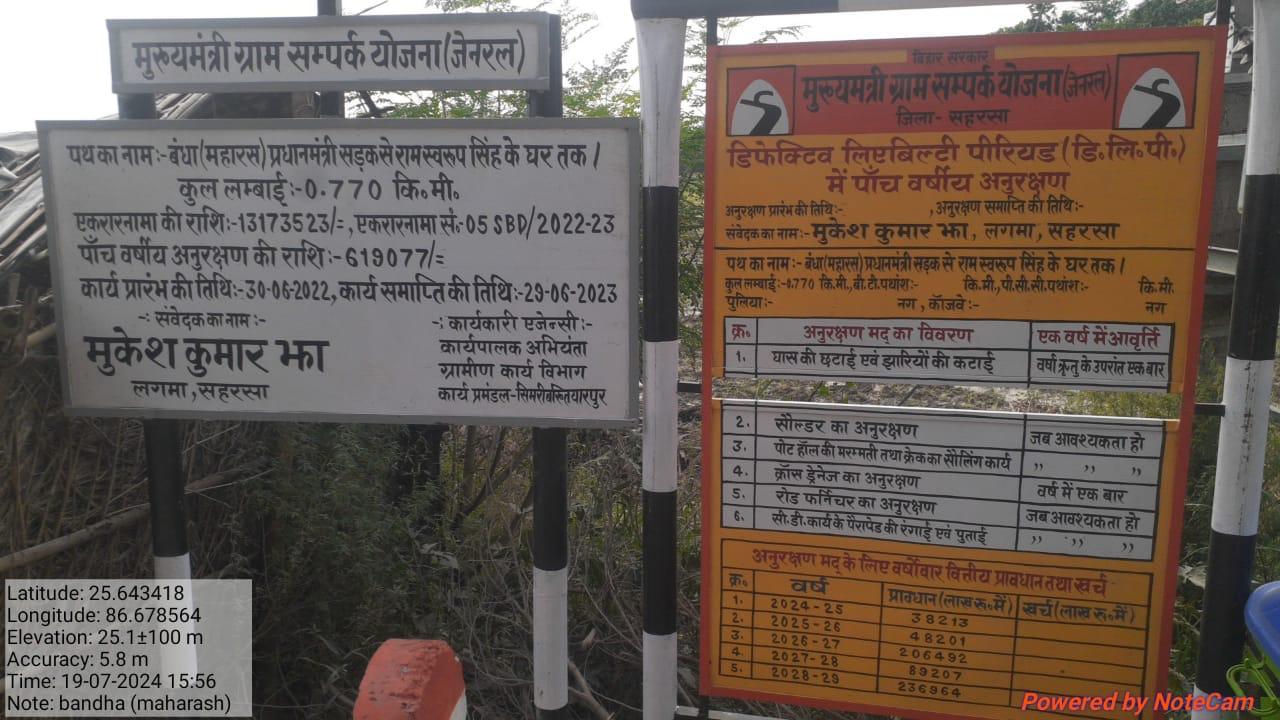 मुख्यमंत्री ग्राम सम्पर्क योजना (जेनरल)
पथ का नाम :- बंधा (महारस) प्रधानमंत्री सड़क से रामस्वरूप सिंह के घर तक।
कुल लम्बाई :- 0.770 कि॰मी॰
एकरारनामा की राशि :- 13173523/=, एकरारनामा सं॰- 05 SBD/2022-23
पाँच वर्षीय अनुरक्षण की राशि :- 619077/=
कार्य प्रारंभ की तिथि :- 30-06-2022, कार्य समाप्ति की तिथि :- 29-06-2023
-: संवेदक का नाम :-
मुकेश कुमार झा
लगमा, सहरसा
-: कार्यकारी एजेन्सी :-
कार्यपालक अभियंता
ग्रामीण कार्य विभाग
कार्य प्रमंडल - सिमरीबख्तियारपुर
बिहार सरकार
मुख्यमंत्री ग्राम सम्पर्क योजना (जेनरल)
जिला - सहरसा
डिफेक्टिव लिएबिल्टी पीरियड (डि॰लि॰पी॰)
में पाँच वर्षीय अनुरक्षण
अनुरक्षण प्रारंभ की तिथि :- , अनुरक्षण समाप्ति की तिथि :-
संवेदक का नाम :- मुकेश कुमार झा, लगमा, सहरसा
पथ का नाम :- बंधा (महारस) प्रधानमंत्री सड़क से राम स्वरूप सिंह के घर तक।
कुल लम्बाई :- 0.770 कि॰मी॰, बी॰टी॰ पथांश :- कि॰मी॰, पी॰सी॰सी॰ पथांश :- कि॰मी॰
पुलिया :- नग, कॉजवे :- नग
क्र॰ अनुरक्षण मद् का विवरण एक वर्ष में आवृर्ति
1. घास की छटाई एवं झारियों की कटाई वर्षा ऋृतु के उपरांत एक बार
2. सौल्डर का अनुरक्षण जब आवश्यकता हो
3. पोट हॉल की मरम्मती तथा क्रेक का सौलिंग कार्य ,, ,, ,,
4. क्रॉस ड्रेनेज का अनुरक्षण वर्ष में एक बार
5. रोड फर्निचर का अनुरक्षण जब आवश्यकता हो
6. सी॰डी॰ कार्य के पैरापेड की रंगाई एवं पुताई ,, ,, ,,
अनुरक्षण मद् के लिए वर्षोवार वित्तीय प्रावधान तथा खर्च
क्र॰ वर्ष प्रावधान (लाख रू॰ में) खर्च (लाख रू॰ में)
1. 2024-25 38213
2. 2025-26 48201
3. 2026-27 206492
4. 2027-28 89207
5. 2028-29 236964
Latitude: 25.643418
Longitude: 86.678564
Elevation: 25.1±100 m
Accuracy: 5.8 m
Time: 19-07-2024 15:56
Note: bandha (maharash)
Powered by NoteCam